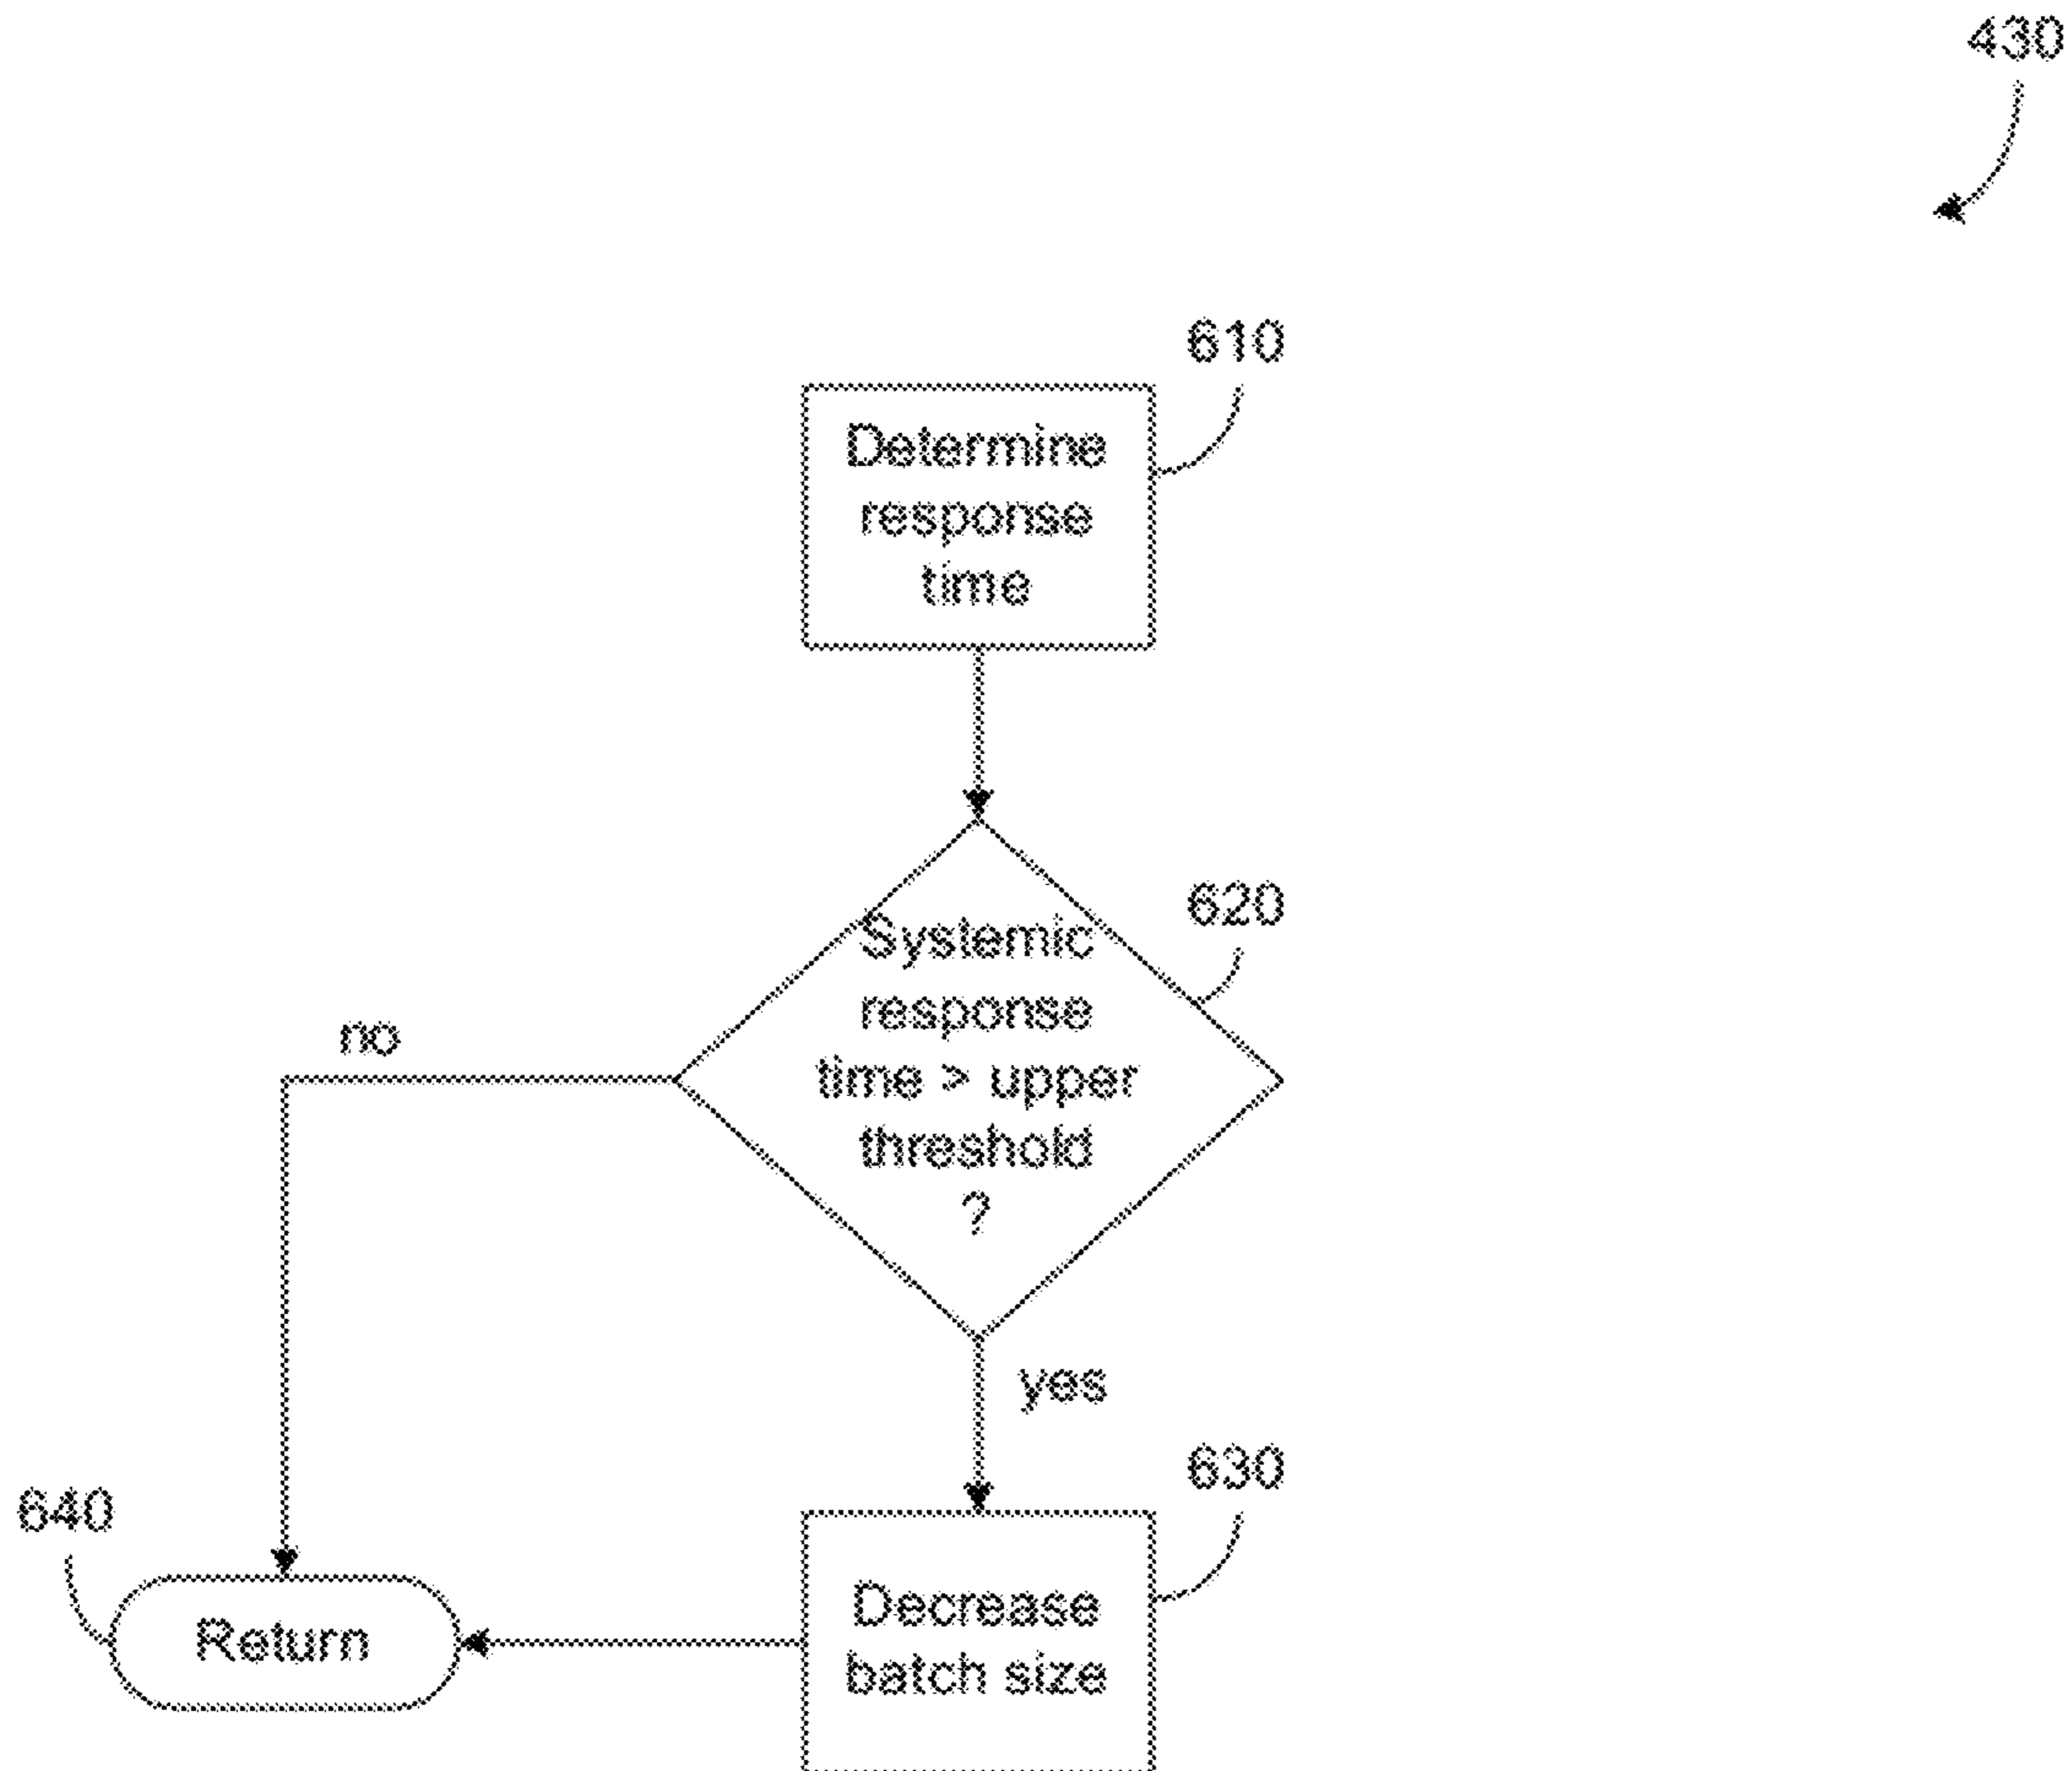 430
610
Determine
response
time
620
Systemic
response
time > upper
threshold
?
no
yes
630
640
Decrease
batch size
Return